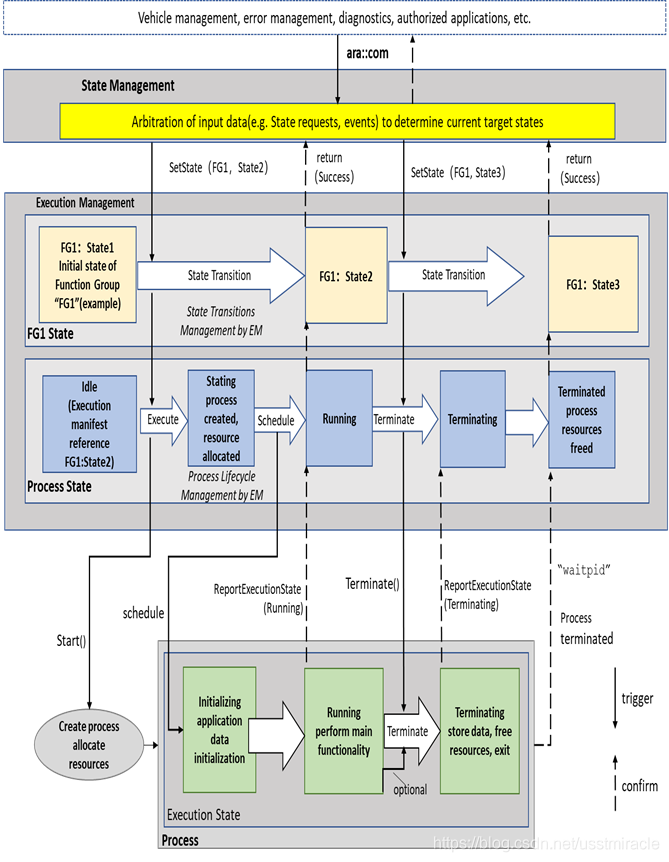 Vehicle management, error management, diagnostics, authorized applications, etc.
ara::com
State Management
Arbitration of input data(e.g. State requests, events) to determine current target states
SetState (FG1, State2)
return
(Success)
SetState (FG1, State3)
return
(Success)
Execution Management
FG1: State1
Initial state of
Function Group
“FG1”(example)
State Transition
FG1: State2
State Transition
FG1: State3
State Transitions
Management by EM
FG1 State
Idle
(Execution
manifest
reference
FG1:State2)
Execute
Stating
process
created,
resource
allocated
Schedule
Running
Terminate
Terminating
Terminated
process
resources
freed
Process Lifecycle
Management by EM
Process State
Start()
schedule
ReportExecutionState
(Running)
Terminate()
ReportExecutionState
(Terminating)
“waitpid”
Process
terminated
Create process
allocate
resources
Initializing
application
data
initialization
Running
perform main
functionality
Terminate
optional
Terminating
store data, free
resources, exit
Execution State
Process
trigger
confirm
https://blog.csdn.net/usstmiracle